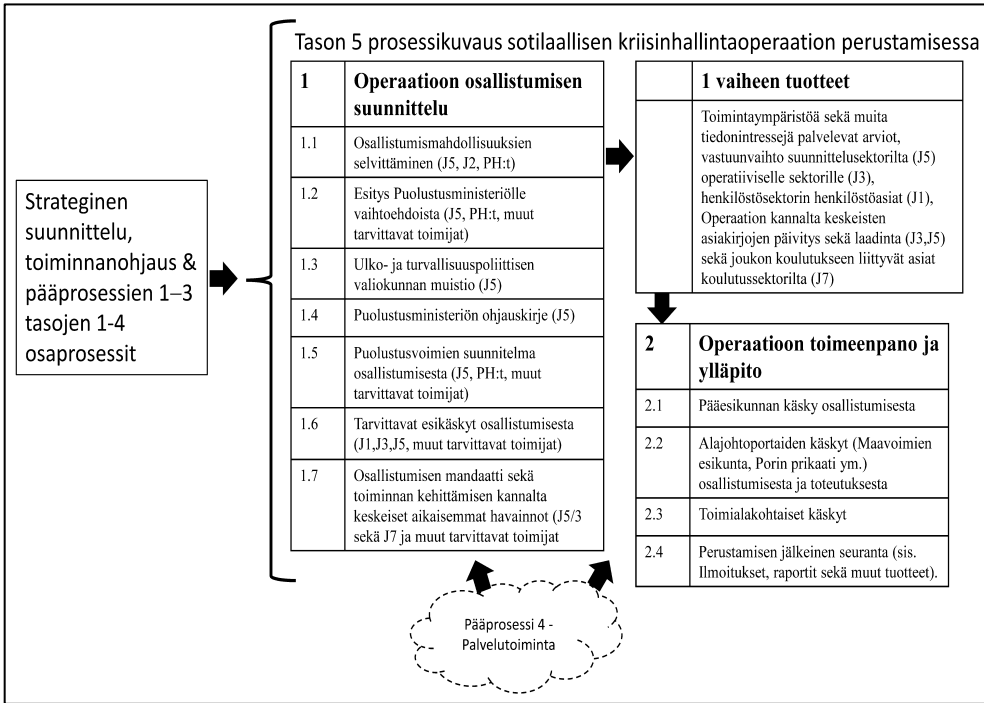 Tason 5 prosessikuvaus sotilaallisen kriisinhallintaoperaation perustamisessa
Strateginen
suunnittelu,
toiminnanohjaus &
pääprosessien 1–3
tasojen 1-4
osaprosessit
1 Operaatioon osallistumisen
suunnittelu
1.1 Osallistumismahdollisuuksien
selvittäminen (J5, J2, PH:t)
1.2 Esitys Puolustusministeriölle
vaihtoehdoista (J5, PH:t, muut
tarvittavat toimijat)
1.3 Ulko- ja turvallisuuspoliittisen
valiokunnan muistio (J5)
1.4 Puolustusministeriön ohjauskirje (J5)
1.5 Puolustusvoimien suunnitelma
osallistumisesta (J5, PH:t, muut
tarvittavat toimijat)
1.6 Tarvittavat esikäskyt osallistumisesta
(J1,J3,J5, muut tarvittavat toimijat)
1.7 Osallistumisen mandaatti sekä
toiminnan kehittämisen kannalta
keskeiset aikaisemmat havainnot (J5/3
sekä J7 ja muut tarvittavat toimijat
1 vaiheen tuotteet
Toimintaympäristöä sekä muita
tiedonintressejä palvelevat arviot,
vastuunvaihto suunnittelusektorilta (J5)
operatiiviselle sektorille (J3),
henkilöstösektorin henkilöstöasiat (J1),
Operaation kannalta keskeisten
asiakirjojen päivitys sekä laadinta (J3,J5)
sekä joukon koulutukseen liittyvät asiat
koulutussektorilta (J7)
2 Operaatioon toimeenpano ja
ylläpito
2.1 Pääesikunnan käsky osallistumisesta
2.2 Alajohtoportaiden käskyt (Maavoimien
esikunta, Porin prikaati ym.)
osallistumisesta ja toteutuksesta
2.3 Toimialakohtaiset käskyt
2.4 Perustamisen jälkeinen seuranta (sis.
Ilmoitukset, raportit sekä muut tuotteet).
Pääprosessi 4 -
Palvelutoiminta